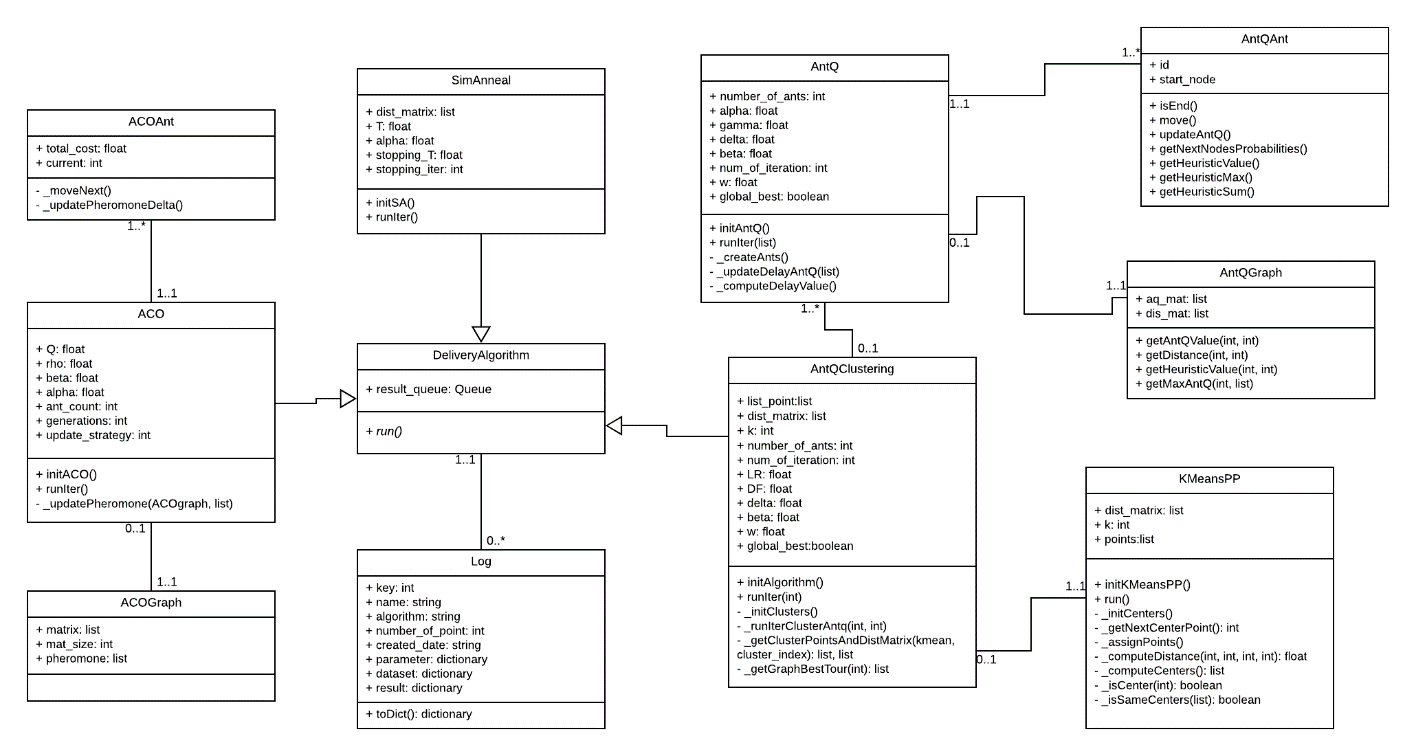 ACOAnt
+ total_cost: float
+ current: int
- _moveNext()
- _updatePheromoneDelta()
1..*
1..1
ACO
+ Q: float
+ rho: float
+ beta: float
+ alpha: float
+ ant_count: int
+ generations: int
+ update_strategy: int
+ initACO()
+ runIter()
- _updatePheromone(ACOgraph, list)
0..1
1..1
ACOGraph
+ matrix: list
+ mat_size: int
+ pheromone: list
SimAnneal
+ dist_matrix: list
+ T: float
+ alpha: float
+ stopping_T: float
+ stopping_iter: int
+ initSA()
+ runIter()
DeliveryAlgorithm
+ result_queue: Queue
+ run()
1..1
0..*
Log
+ key: int
+ name: string
+ algorithm: string
+ number_of_point: int
+ created_date: string
+ parameter: dictionary
+ dataset: dictionary
+ result: dictionary
+ toDict(): dictionary
AntQ
+ number_of_ants: int
+ alpha: float
+ gamma: float
+ delta: float
+ beta: float
+ num_of_iteration: int
+ w: float
+ global_best: boolean
+ initAntQ()
+ runIter(list)
- _createAnts()
- _updateDelayAntQ(list)
- _computeDelayValue()
1..1
1..*
0..1
1..1
1..*
0..1
AntQClustering
+ list_point:list
+ dist_matrix: list
+ k: int
+ number_of_ants: int
+ num_of_iteration: int
+ LR: float
+ DF: float
+ delta: float
+ beta: float
+ w: float
+ global_best:boolean
+ initAlgorithm()
+ runIter(int)
- _initClusters()
- _runIterClusterAntq(int, int)
- _getClusterPointsAndDistMatrix(kmean,
cluster_index): list, list
- _getGraphBestTour(int): list
0..1
1..1
AntQAnt
+ id
+ start_node
+ isEnd()
+ move()
+ updateAntQ()
+ getNextNodesProbabilities()
+ getHeuristicValue()
+ getHeuristicMax()
+ getHeuristicSum()
AntQGraph
+ aq_mat: list
+ dis_mat: list
+ getAntQValue(int, int)
+ getDistance(int, int)
+ getHeuristicValue(int, int)
+ getMaxAntQ(int, list)
KMeansPP
+ dist_matrix: list
+ k: int
+ points:list
+ initKMeansPP()
+ run()
- _initCenters()
- _getNextCenterPoint(): int
- _assignPoints()
- _computeDistance(int, int, int, int): float
- _computeCenters(): list
- _isCenter(int): boolean
- _isSameCenters(list): boolean